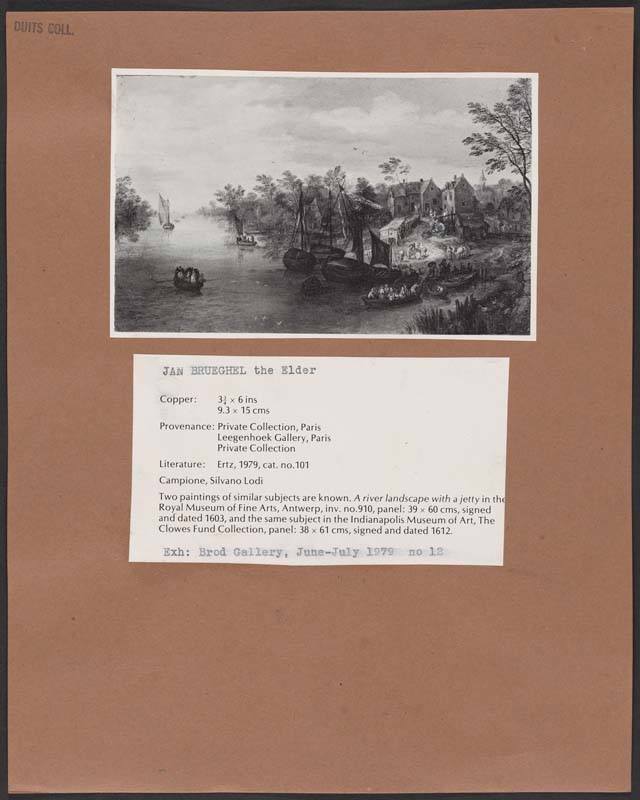 DUITS COLL.
JAN BRUEGHEL the Elder
Copper: 3¾ × 6 ins
9.3 × 15 cms
Provenance: Private Collection, Paris
Leegenhoek Gallery, Paris
Private Collection
Literature: Ertz, 1979, cat. no.101
Campione, Silvano Lodi
Two paintings of similar subjects are known. A river landscape with a jetty in the
Royal Museum of Fine Arts, Antwerp, inv. no.910, panel: 39 × 60 cms, signed
and dated 1603, and the same subject in the Indianapolis Museum of Art, The
Clowes Fund Collection, panel: 38 × 61 cms, signed and dated 1612.
Exh: Brod Gallery, June-July 1979 no 12